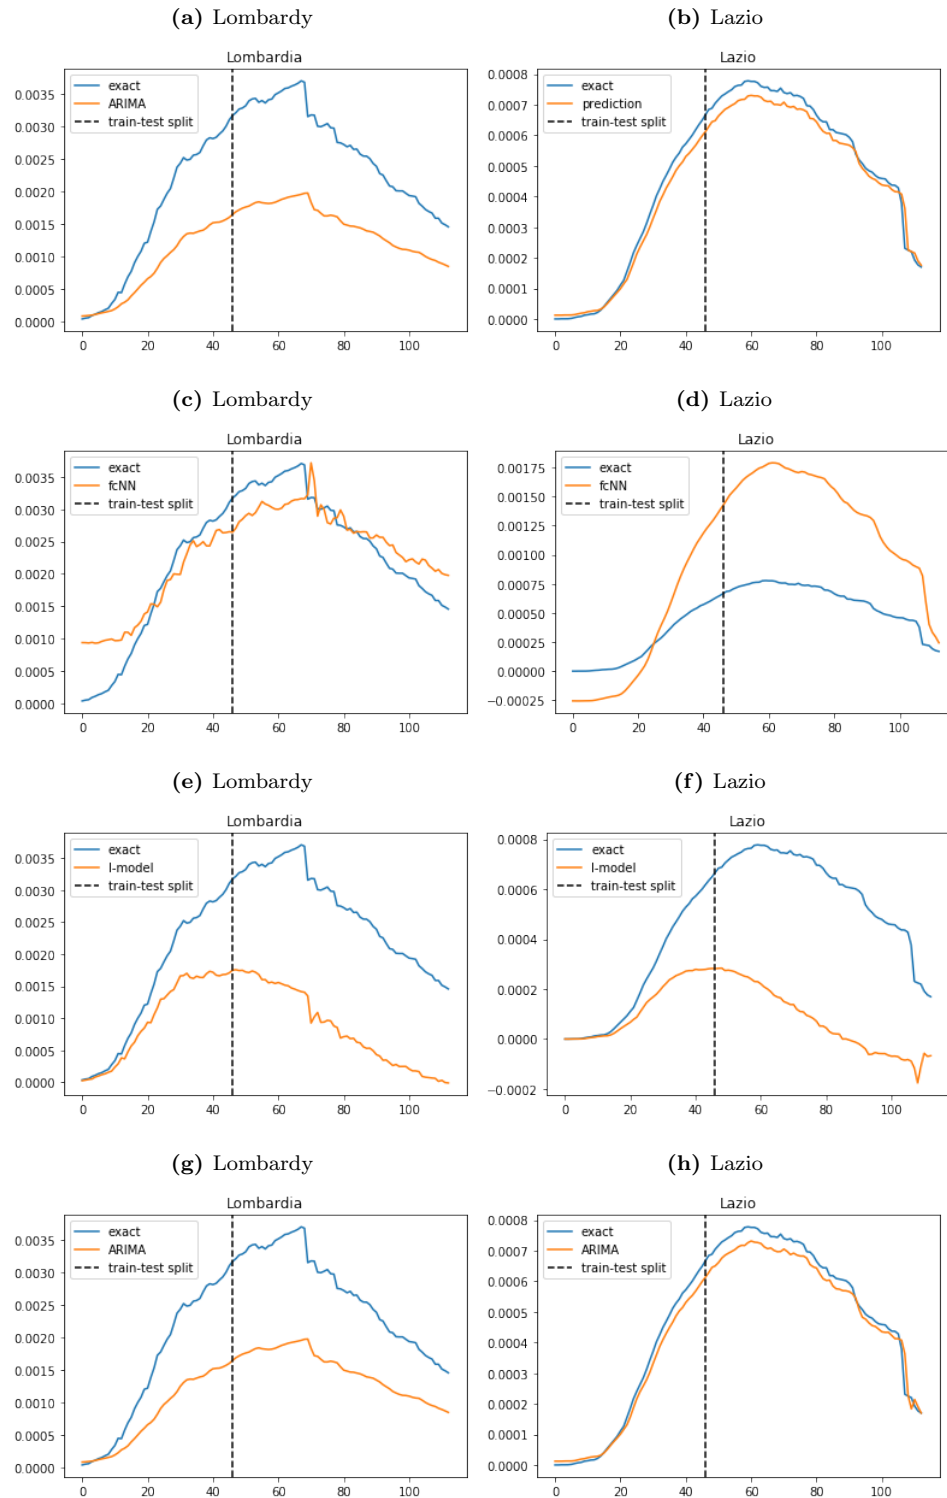 (a) Lombardy
(b) Lazio
Lombardia
exact
ARIMA
train-test split
0.0035
0.0030
0.0025
0.0020
0.0015
0.0010
0.0005
0.0000
0 20 40 60 80 100
Lazio
exact
prediction
train-test split
0.0008
0.0007
0.0006
0.0005
0.0004
0.0003
0.0002
0.0001
0.0000
0 20 40 60 80 100
(c) Lombardy
(d) Lazio
Lombardia
exact
fcNN
train-test split
0.0035
0.0030
0.0025
0.0020
0.0015
0.0010
0.0005
0.0000
0 20 40 60 80 100
Lazio
exact
fcNN
train-test split
0.00175
0.00150
0.00125
0.00100
0.00075
0.00050
0.00025
0.00000
−0.00025
0 20 40 60 80 100
(e) Lombardy
(f) Lazio
Lombardia
exact
I-model
train-test split
0.0035
0.0030
0.0025
0.0020
0.0015
0.0010
0.0005
0.0000
0 20 40 60 80 100
Lazio
exact
I-model
train-test split
0.0008
0.0006
0.0004
0.0002
0.0000
−0.0002
0 20 40 60 80 100
(g) Lombardy
(h) Lazio
Lombardia
exact
ARIMA
train-test split
0.0035
0.0030
0.0025
0.0020
0.0015
0.0010
0.0005
0.0000
0 20 40 60 80 100
Lazio
exact
ARIMA
train-test split
0.0008
0.0007
0.0006
0.0005
0.0004
0.0003
0.0002
0.0001
0.0000
0 20 40 60 80 100